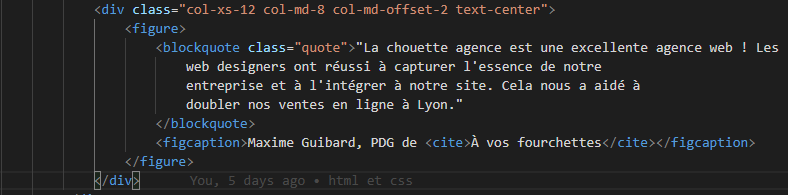 <div class="col-xs-12 col-md-8 col-md-offset-2 text-center">
<figure>
<blockquote class="quote">"La chouette agence est une excellente agence web ! Les
web designers ont réussi à capturer l'essence de notre
entreprise et à l'intégrer à notre site. Cela nous a aidé à
doubler nos ventes en ligne à Lyon."
</blockquote>
<figcaption>Maxime Guibard, PDG de <cite>À vos fourchettes</cite></figcaption>
</figure>
</div> You, 5 days ago • html et css